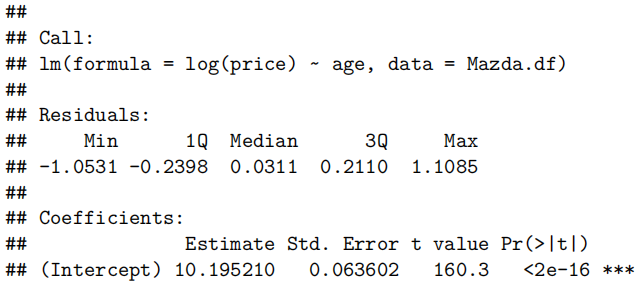 ##
## Call:
## lm(formula = log(price) ~ age, data = Mazda.df)
##
## Residuals:
##     Min      1Q  Median      3Q     Max
## -1.0531 -0.2398  0.0311  0.2110  1.1085
##
## Coefficients:
##             Estimate Std. Error t value Pr(>|t|)
## (Intercept) 10.195210   0.063602   160.3   <2e-16 ***